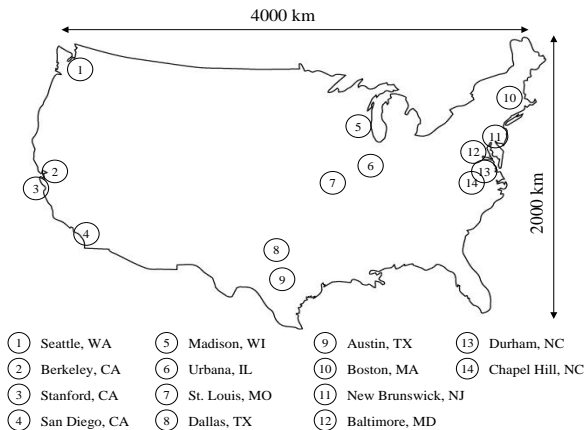 4000 km
1
10
5
11
12
6
2
13
3
7
14
4
8
9
2000 km
1 Seattle, WA 5 Madison, WI 9 Austin, TX 13 Durham, NC
2 Berkeley, CA 6 Urbana, IL 10 Boston, MA 14 Chapel Hill, NC
3 Stanford, CA 7 St. Louis, MO 11 New Brunswick, NJ
4 San Diego, CA 8 Dallas, TX 12 Baltimore, MD